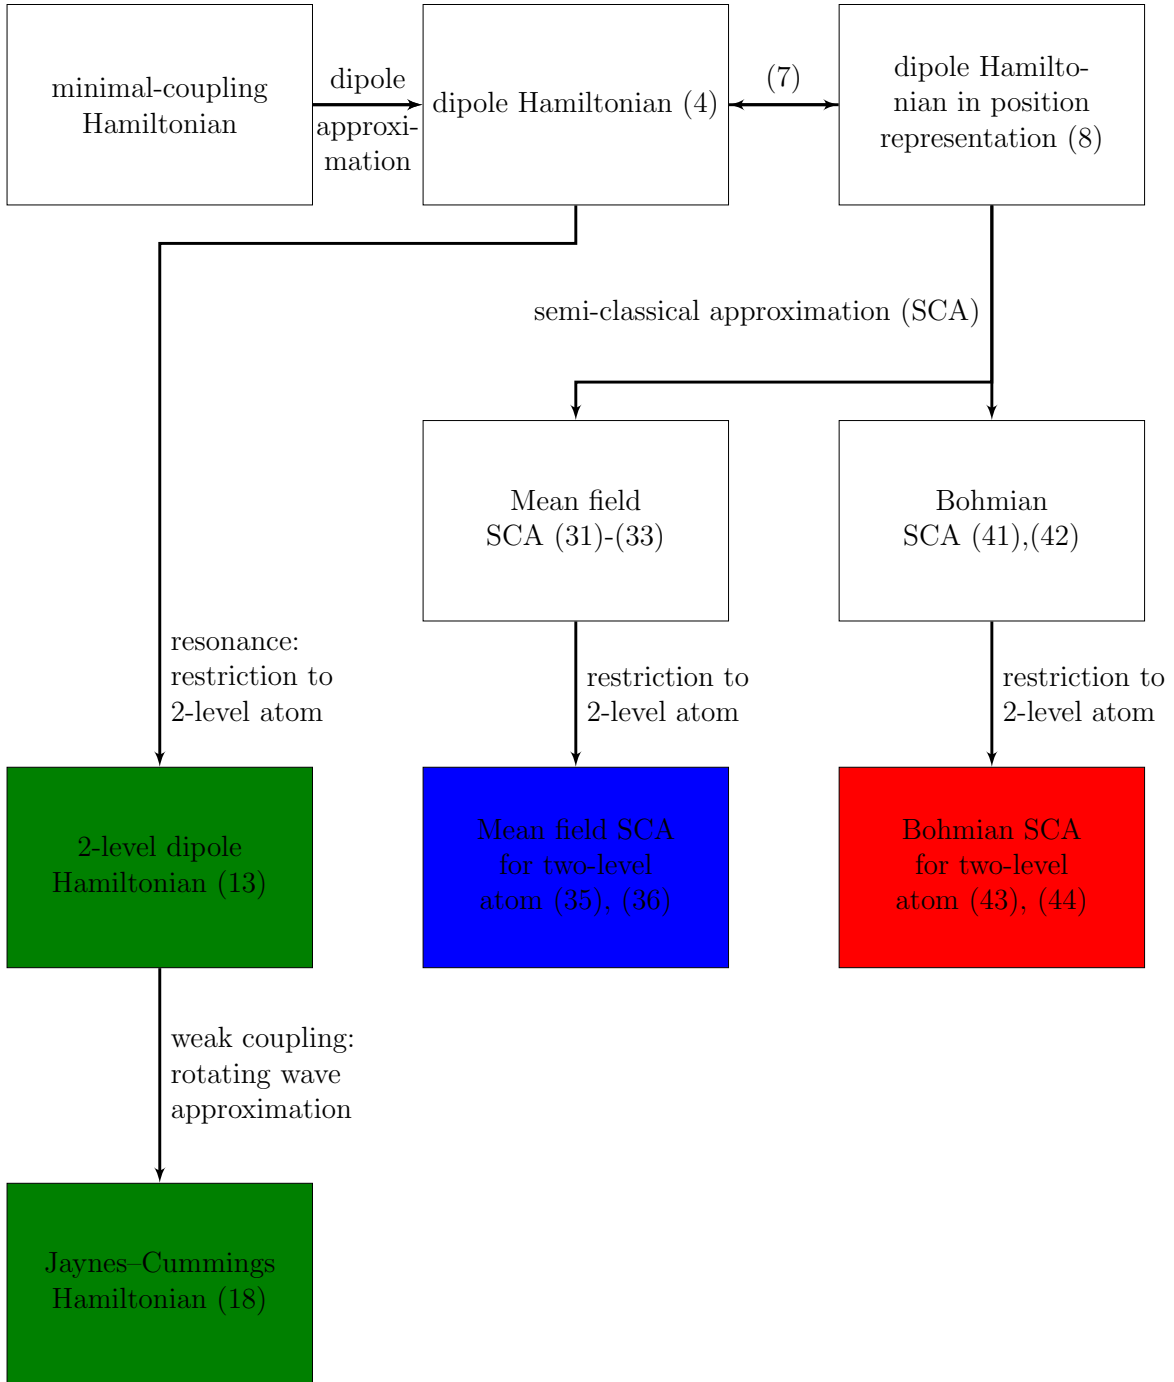 minimal-coupling
Hamiltonian
dipole
approxi-
mation
dipole Hamiltonian (4)
(7)
dipole Hamilto-
nian in position
representation (8)
semi-classical approximation (SCA)
Mean field
SCA (31)-(33)
Bohmian
SCA (41),(42)
resonance:
restriction to
2-level atom
restriction to
2-level atom
restriction to
2-level atom
2-level dipole
Hamiltonian (13)
Mean field SCA
for two-level
atom (35), (36)
Bohmian SCA
for two-level
atom (43), (44)
weak coupling:
rotating wave
approximation
Jaynes–Cummings
Hamiltonian (18)